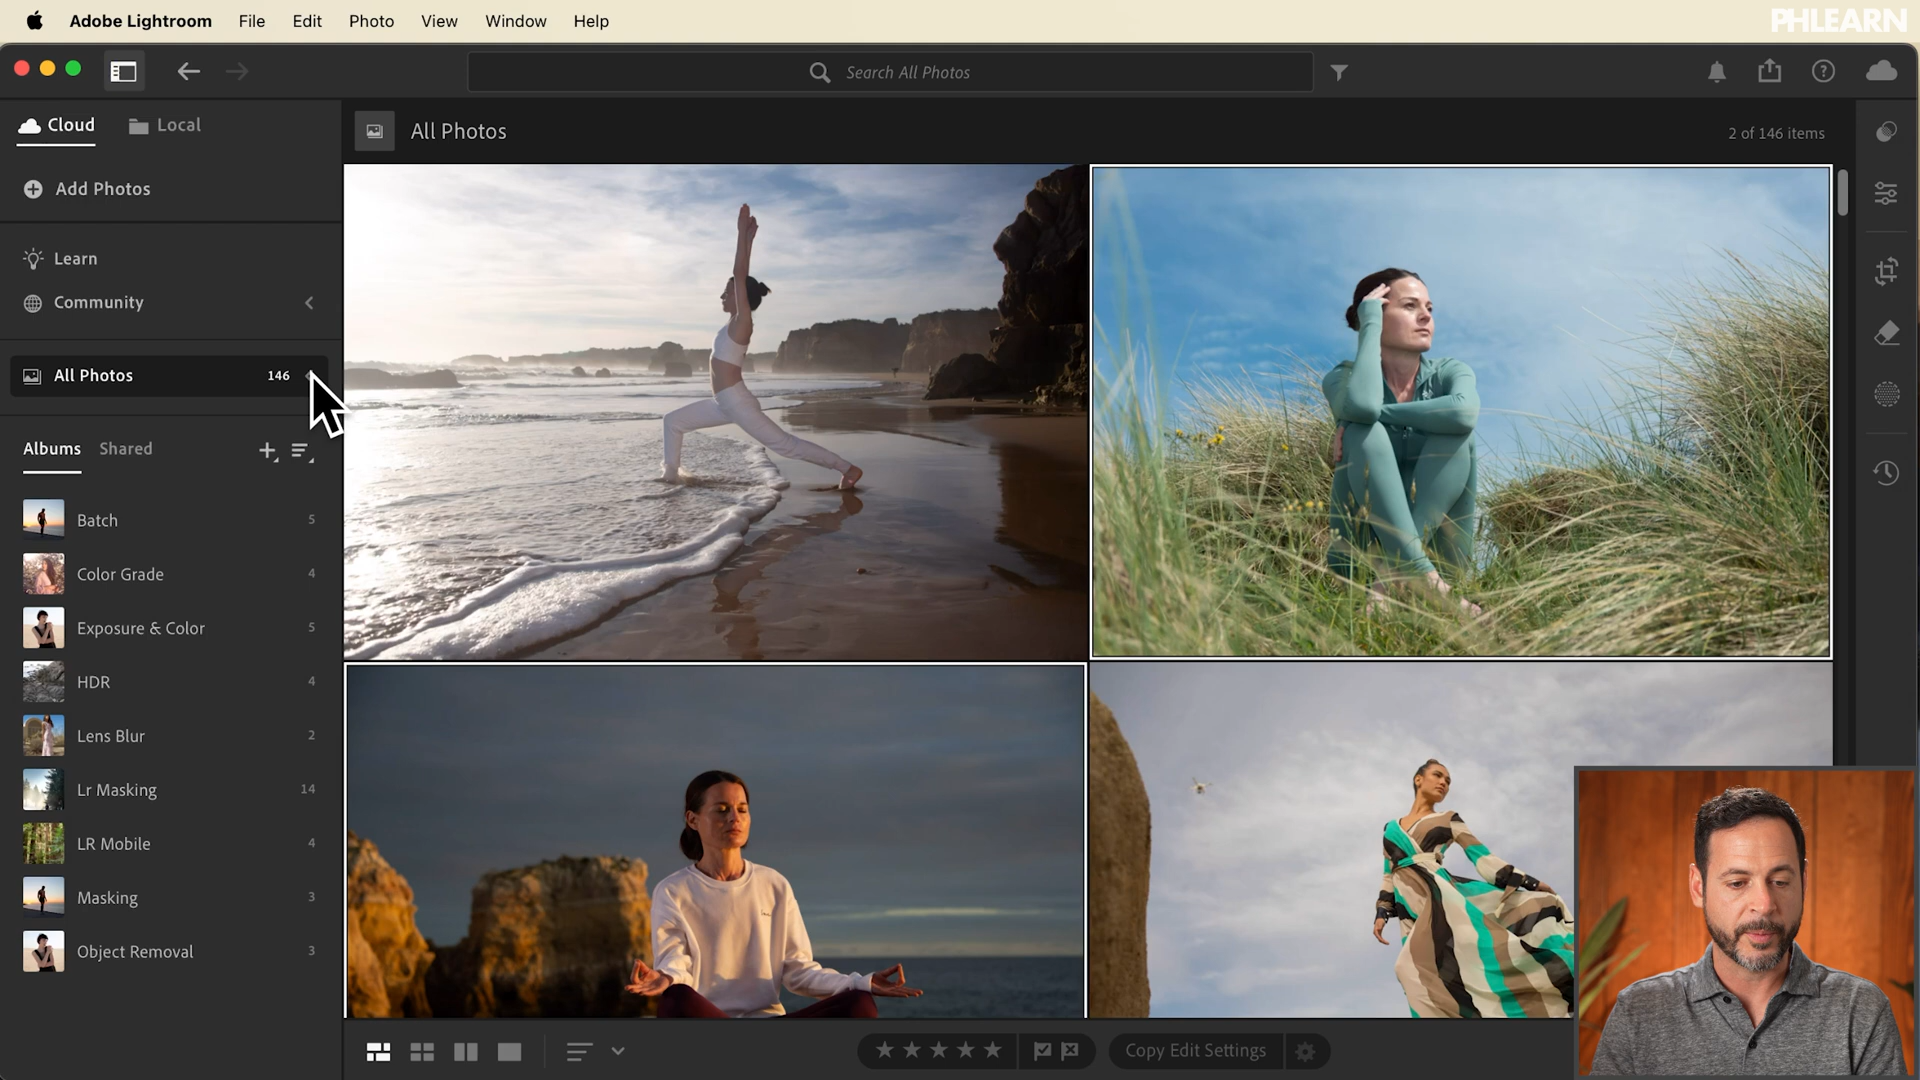 Adobe Lightroom File Edit Photo View Window Help
PHLEARN
Search All Photos
Cloud Local
All Photos
2 of 146 items
Add Photos
Learn
Community
All Photos 146
Albums Shared
Batch 5
Color Grade 4
Exposure & Color 5
HDR 4
Lens Blur 2
Lr Masking 14
LR Mobile 4
Masking 3
Object Removal 3
Copy Edit Settings